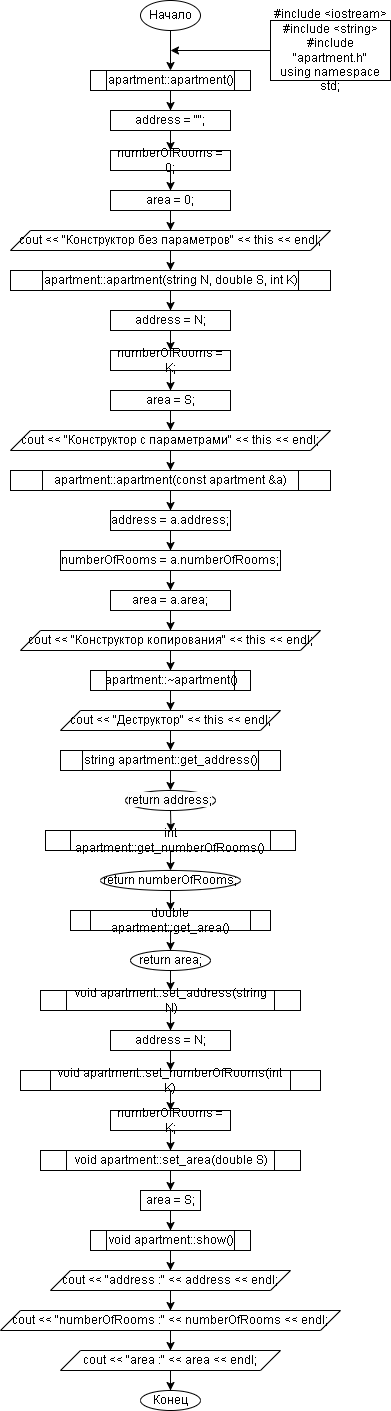 Начало
#include <iostream>
#include <string>
#include
"apartment.h"
using namespace
std;
apartment::apartment()
address = "";
numberOfRooms =
0;
area = 0;
cout << "Конструктор без параметров" << this << endl;
apartment::apartment(string N, double S, int K)
address = N;
numberOfRooms =
K;
area = S;
cout << "Конструктор с параметрами" << this << endl;
apartment::apartment(const apartment &a)
address = a.address;
numberOfRooms = a.numberOfRooms;
area = a.area;
cout << "Конструктор копирования" << this << endl;
apartment::~apartment()
cout << "Деструктор" << this << endl;
string apartment::get_address()
return address;
int
apartment::get_numberOfRooms()
return numberOfRooms;
double
apartment::get_area()
return area;
void apartment::set_address(string
N)
address = N;
void apartment::set_numberOfRooms(int
K)
numberOfRooms =
K;
void apartment::set_area(double S)
area = S;
void apartment::show()
cout << "address :" << address << endl;
cout << "numberOfRooms :" << numberOfRooms << endl;
cout << "area :" << area << endl;
Конец